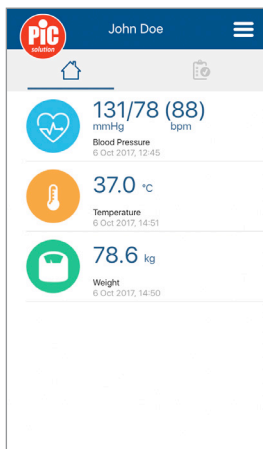 PiC
solution
John Doe
131/78 (88)
mmHg bpm
Blood Pressure
6 Oct 2017, 12:45
37.0 °C
Temperature
6 Oct 2017, 14:51
78.6 kg
Weight
6 Oct 2017, 14:50